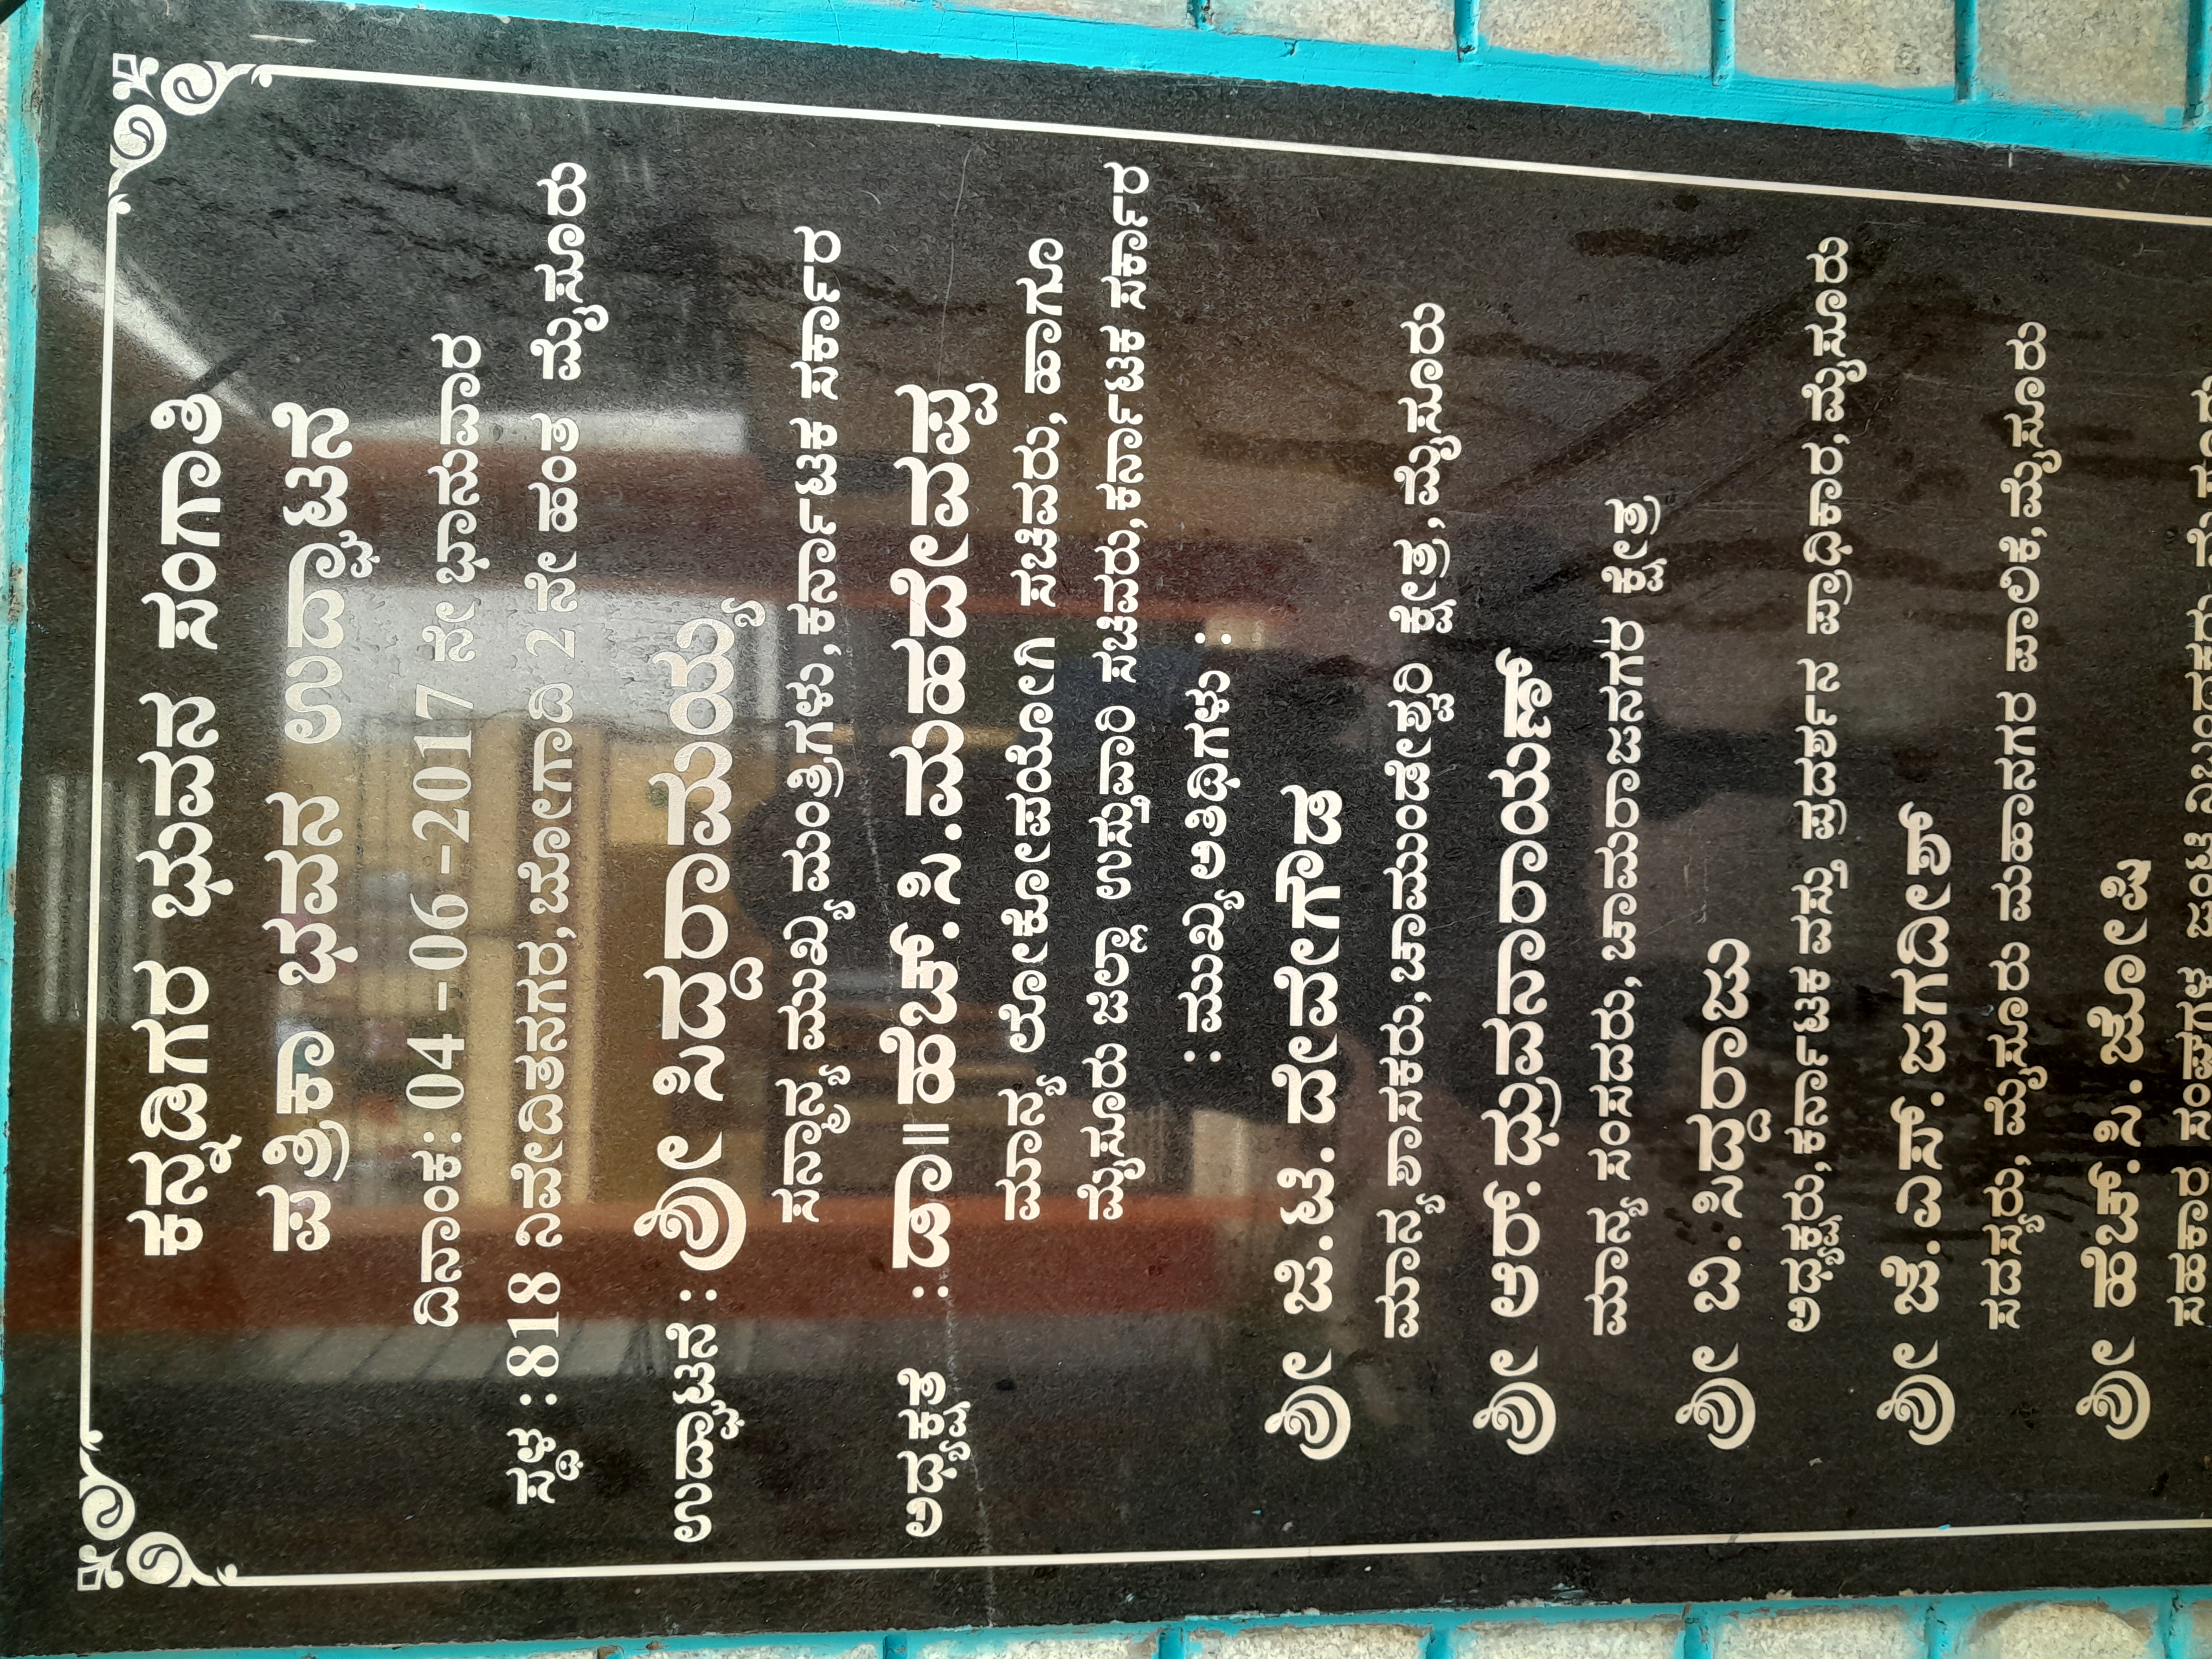 ಕನ್ನಡಿಗರ ಭುವನ ಸಂಗಾತಿ
ಪತ್ರಿಕಾ ಭವನ ಉದ್ಘಾಟನೆ
ದಿನಾಂಕ: 04 -06 -2017 ನೇ ಭಾನುವಾರ
ಸ್ಥಳ : 818 ನಿವೇದಿತನಗರ, ಬೋಗಾದಿ 2 ನೇ ಹಂತ ಮೈಸೂರು
ಉದ್ಘಾಟನೆ : ಶ್ರೀ ಸಿದ್ದರಾಮಯ್ಯ
ಸನ್ಮಾನ್ಯ ಮುಖ್ಯ ಮಂತ್ರಿಗಳು, ಕರ್ನಾಟಕ ಸರ್ಕಾರ
ಅಧ್ಯಕ್ಷತೆ : ಡಾ|| ಹೆಚ್. ಸಿ .ಮಹದೇವಪ್ಪ
ಮಾನ್ಯ ಲೋಕೋಪಯೋಗಿ ಸಚಿವರು, ಹಾಗೂ
ಮೈಸೂರು ಜಿಲ್ಲಾ ಉಸ್ತುವಾರಿ ಸಚಿವರು, ಕರ್ನಾಟಕ ಸರ್ಕಾರ
: ಮುಖ್ಯ ಅತಿಥಿಗಳು :
ಶ್ರೀ ಜಿ.ಟಿ. ದೇವೇಗೌಡ
ಮಾನ್ಯ ಶಾಸಕರು, ಚಾಮುಂಡೇಶ್ವರಿ ಕ್ಷೇತ್ರ , ಮೈಸೂರು
ಶ್ರೀ ಆರ್. ಧ್ರುವನಾರಾಯಣ್
ಮಾನ್ಯ ಸಂಸದರು, ಚಾಮರಾಜನಗರ ಕ್ಷೇತ್ರ
ಶ್ರೀ ಬಿ. ಸಿದ್ದರಾಜು
ಅಧ್ಯಕ್ಷರು, ಕರ್ನಾಟಕ ವಸ್ತು ಪ್ರದರ್ಶನ ಪ್ರಾಧಿಕಾರ, ಮೈಸೂರು
ಶ್ರೀ ಜೆ. ಎಸ್. ಜಗದೀಶ್
ಸದಸ್ಯರು, ಮೈಸೂರು ಮಹಾನಗರ ಪಾಲಿಕೆ, ಮೈಸೂರು
ಶ್ರೀ ಹೆಚ್. ಸಿ. ಜೋಷಿ
ಸಹಕಾರ ಸಂಘಗಳ ಜಂಟಿ ನಿಬಂಧಕರು ಮೈಸೂರು